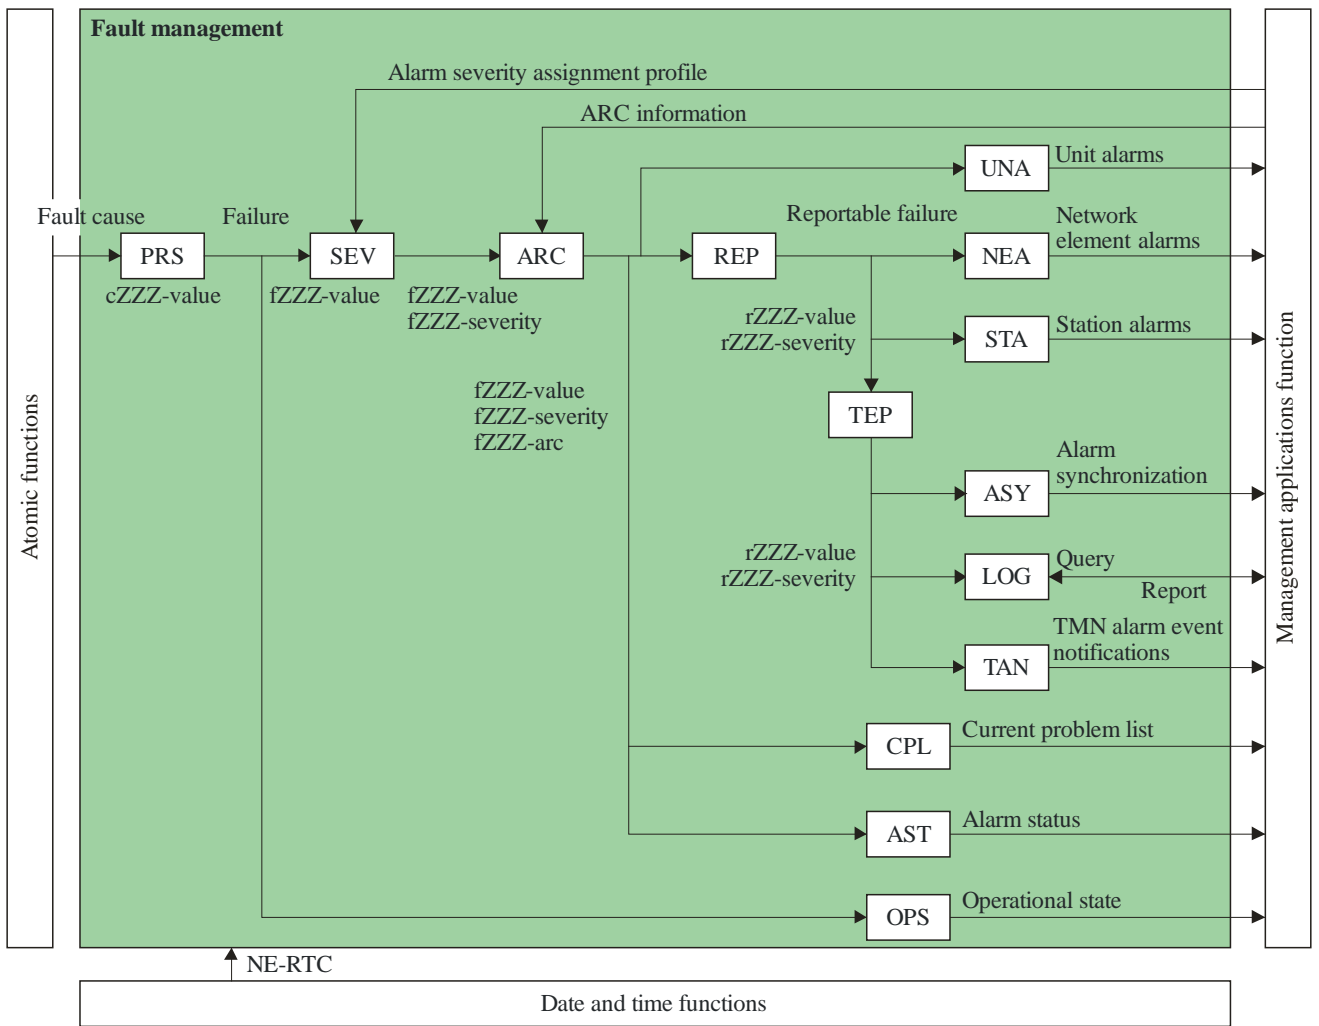 Fault management
Alarm severity assignment profile
ARC information
UNA
Unit alarms
Fault cause
Failure
Reportable failure
Network
element alarms
PRS
SEV
ARC
REP
NEA
cZZZ-value
fZZZ-value
fZZZ-value
fZZZ-severity
rZZZ-value
rZZZ-severity
STA
Station alarms
fZZZ-value
fZZZ-severity
fZZZ-arc
TEP
Alarm
synchronization
ASY
rZZZ-value
rZZZ-severity
LOG
Query
Report
TMN alarm event
notifications
TAN
CPL
Current problem list
AST
Alarm status
OPS
Operational state
Atomic functions
Management applications function
NE-RTC
Date and time functions